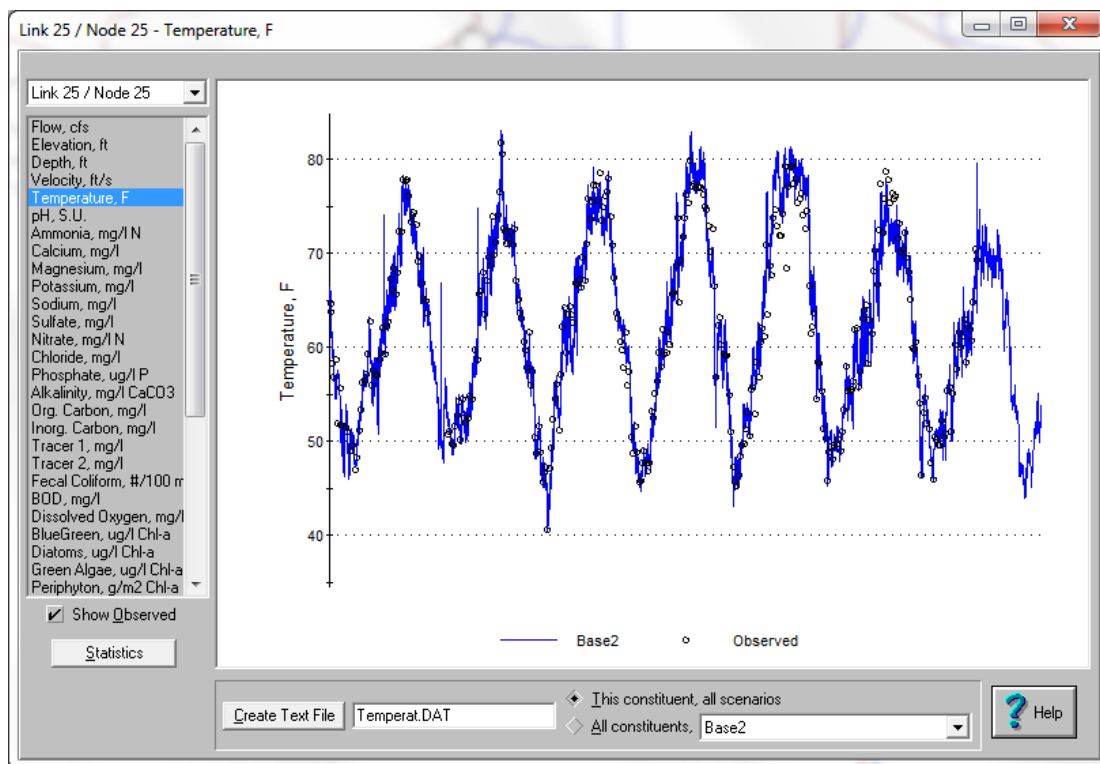 Link 25 / Node 25 - Temperature, F
Link 25 / Node 25
Flow, cfs
Elevation, ft
Depth, ft
Velocity, ft/s
Temperature, F
pH, S.U.
Ammonia, mg/l N
Calcium, mg/l
Magnesium, mg/l
Potassium, mg/l
Sodium, mg/l
Sulfate, mg/l
Nitrate, mg/l N
Chloride, mg/l
Phosphate, ug/l P
Alkalinity, mg/l CaCO3
Org. Carbon, mg/l
Inorg. Carbon, mg/l
Tracer 1, mg/l
Tracer 2, mg/l
Fecal Coliform, #/100 m
BOD, mg/l
Dissolved Oxygen, mg/l
BlueGreen, ug/l Chl-a
Diatoms, ug/l Chl-a
Green Algae, ug/l Chl-a
Periphyton, g/m2 Chl-a
Show Observed
Statistics
Temperature, F
80
70
60
50
40
Base2
Observed
Create Text File
Temperat.DAT
This constituent, all scenarios
All constituents,
Base2
? Help